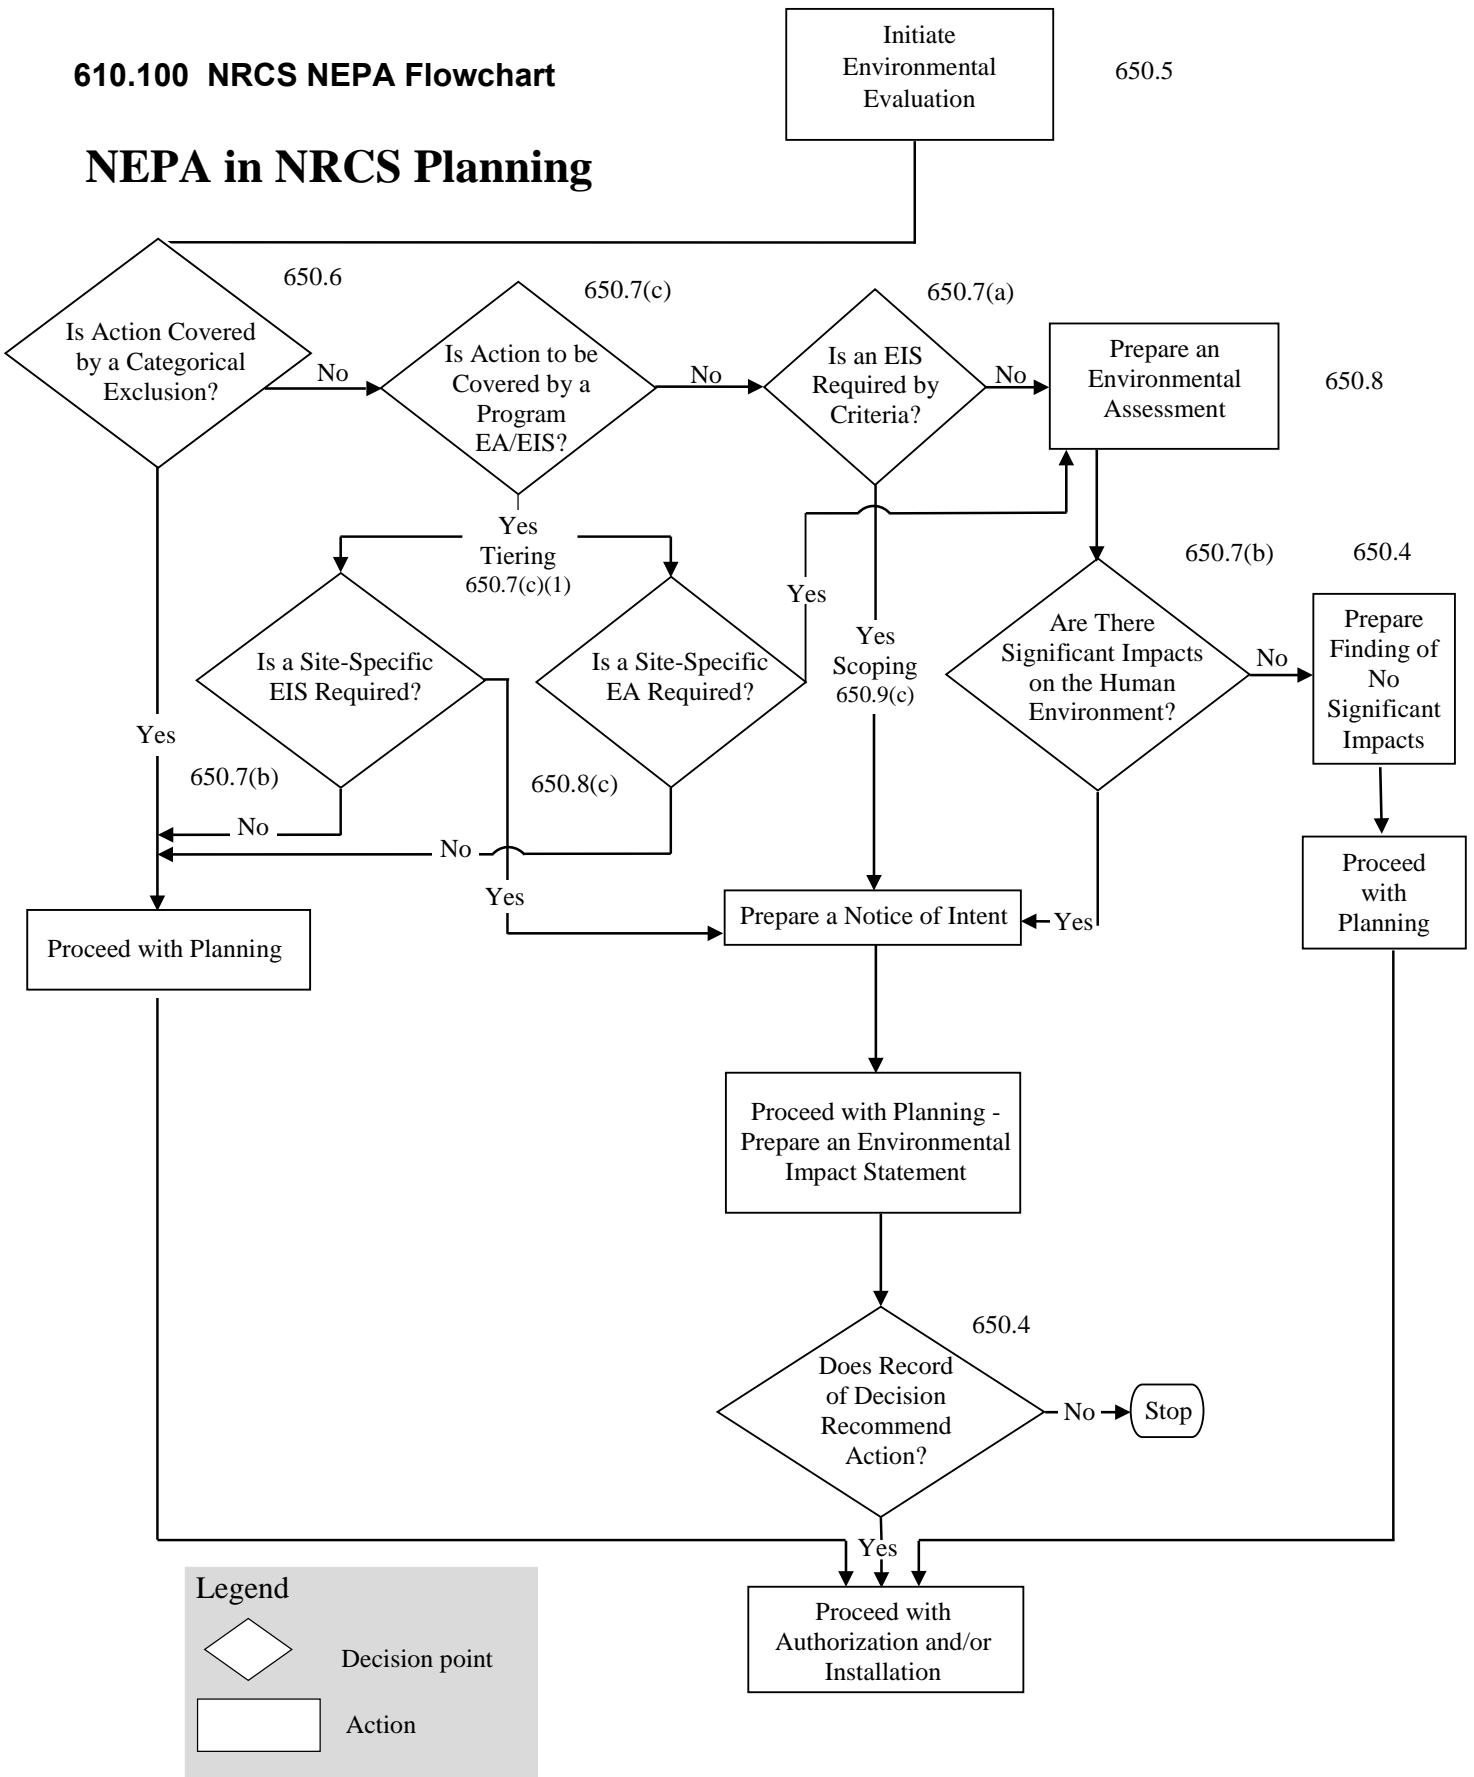 Initiate
Environmental
Evaluation
650.5
610.100 NRCS NEPA Flowchart
NEPA in NRCS Planning
650.6
650.7(c)
650.7(a)
Is Action Covered
by a Categorical
Exclusion?
No
Is Action to be
Covered by a
Program
EA/EIS?
No
Is an EIS
Required by
Criteria?
No
Prepare an
Environmental
Assessment
650.8
Yes
Tiering
650.7(c)(1)
Yes
650.7(b)
650.4
Is a Site-Specific
EIS Required?
Is a Site-Specific
EA Required?
Yes
Scoping
650.9(c)
Are There
Significant Impacts
on the Human
Environment?
No
Prepare
Finding of
No
Significant
Impacts
Yes
650.7(b)
650.8(c)
No
No
Yes
Proceed with Planning
Prepare a Notice of Intent
Yes
Proceed
with
Planning
Proceed with Planning -
Prepare an Environmental
Impact Statement
650.4
Does Record
of Decision
Recommend
Action?
No
Stop
Yes
Proceed with
Authorization and/or
Installation
Legend
Decision point
Action